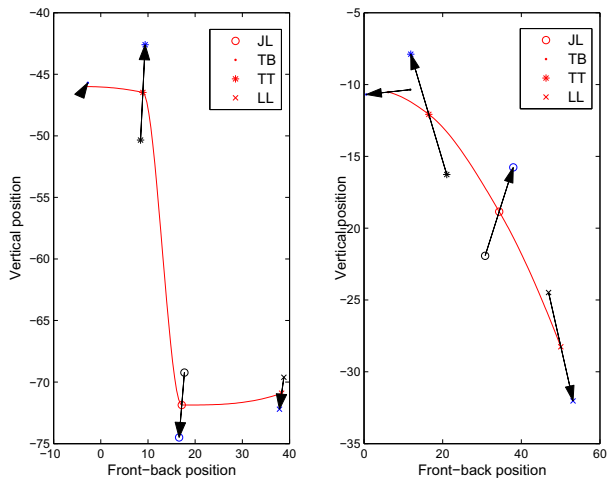 −40
−45
−50
−55
−60
−65
−70
−75
−10 0 10 20 30 40
Front−back position
Vertical position
JL
TB
TT
LL
−5
−10
−15
−20
−25
−30
−35
0 20 40 60
Front−back position
Vertical position
JL
TB
TT
LL